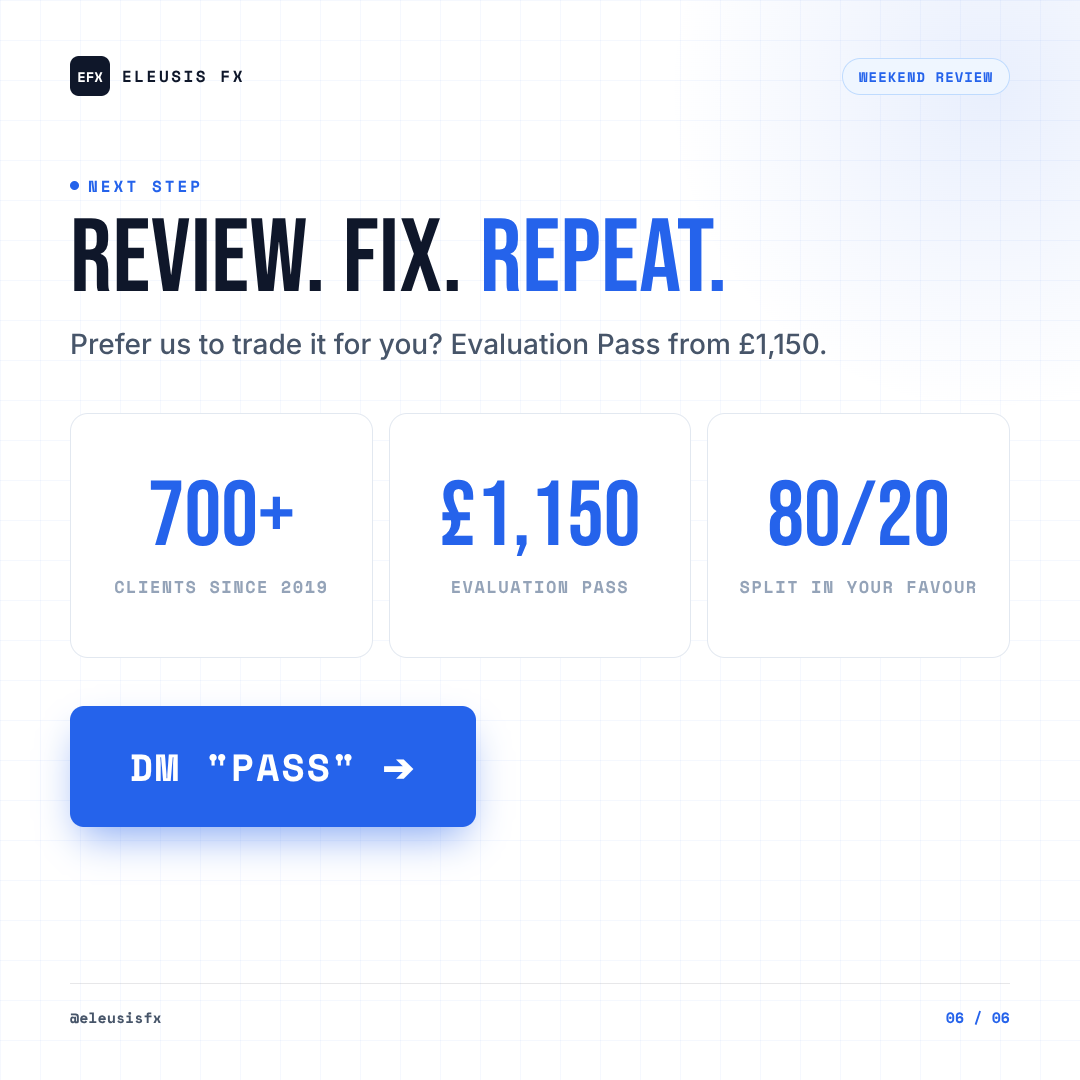 EFX ELEUSIS FX
WEEKEND REVIEW
NEXT STEP
REVIEW. FIX. REPEAT.
Prefer us to trade it for you? Evaluation Pass from £1,150.
700+
CLIENTS SINCE 2019
£1,150
EVALUATION PASS
80/20
SPLIT IN YOUR FAVOUR
DM "PASS" ➔
@eleusisfx
06 / 06